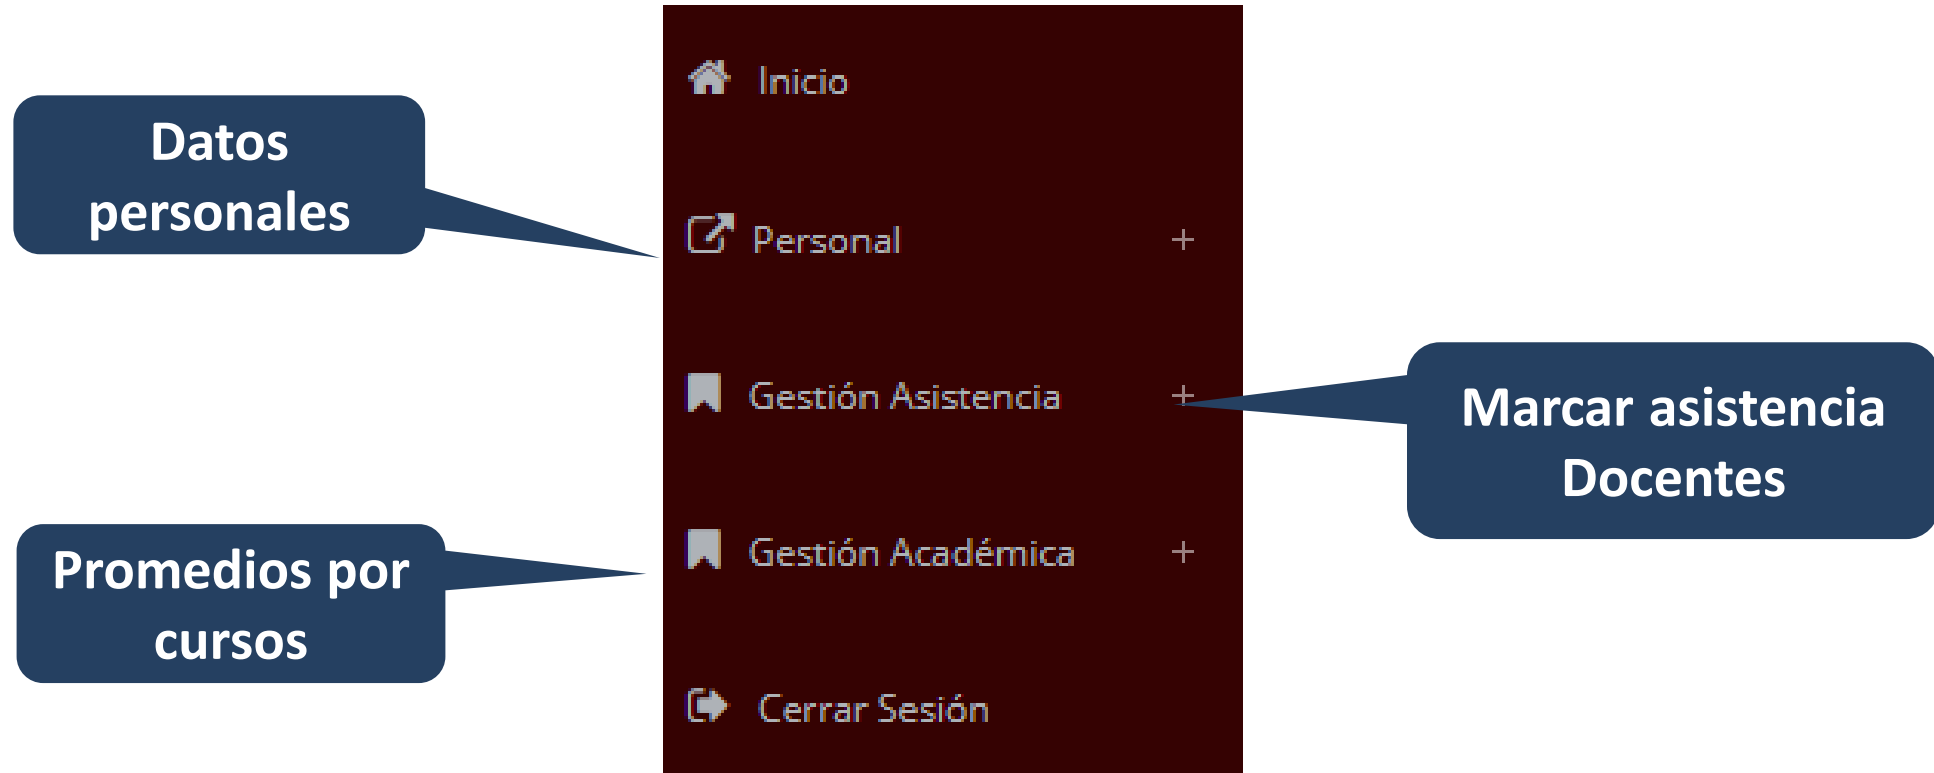 Inicio
Datos
personales
Personal +
Gestión Asistencia +
Marcar asistencia
Docentes
Gestión Académica +
Promedios por
cursos
Cerrar Sesión